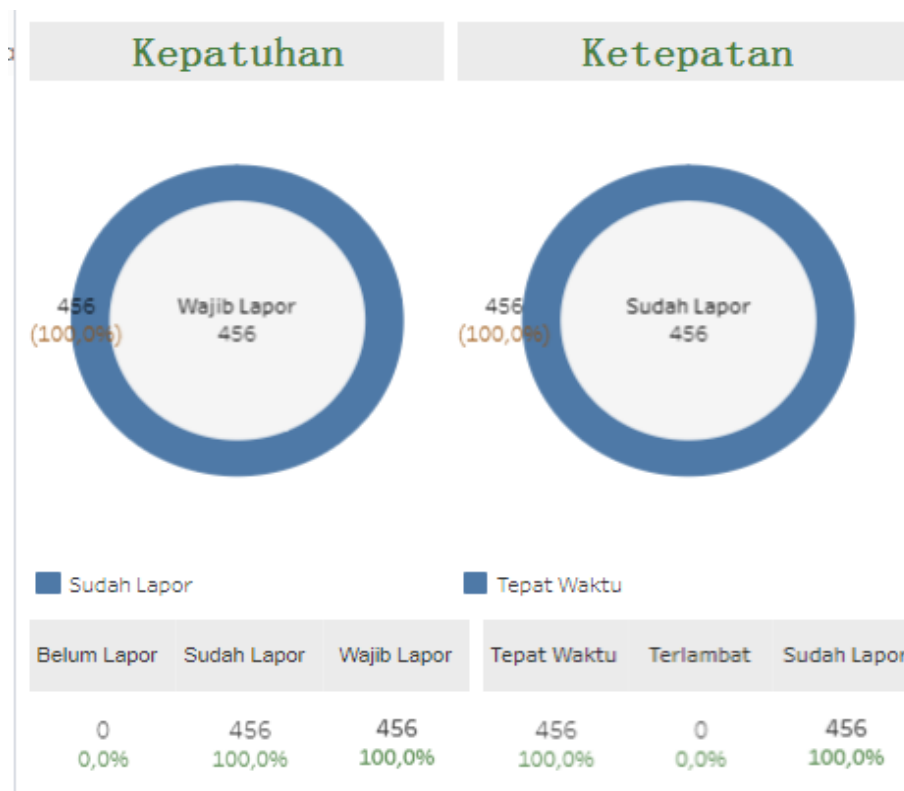 Kepatuhan
Ketepatan
456
(100,0%)
Wajib Lapor
456
456
(100,0%)
Sudah Lapor
456
Sudah Lapor
Tepat Waktu
Belum Lapor Sudah Lapor Wajib Lapor
0 456 456
0,0% 100,0% 100,0%
Tepat Waktu Terlambat Sudah Lapor
456 0 456
100,0% 0,0% 100,0%